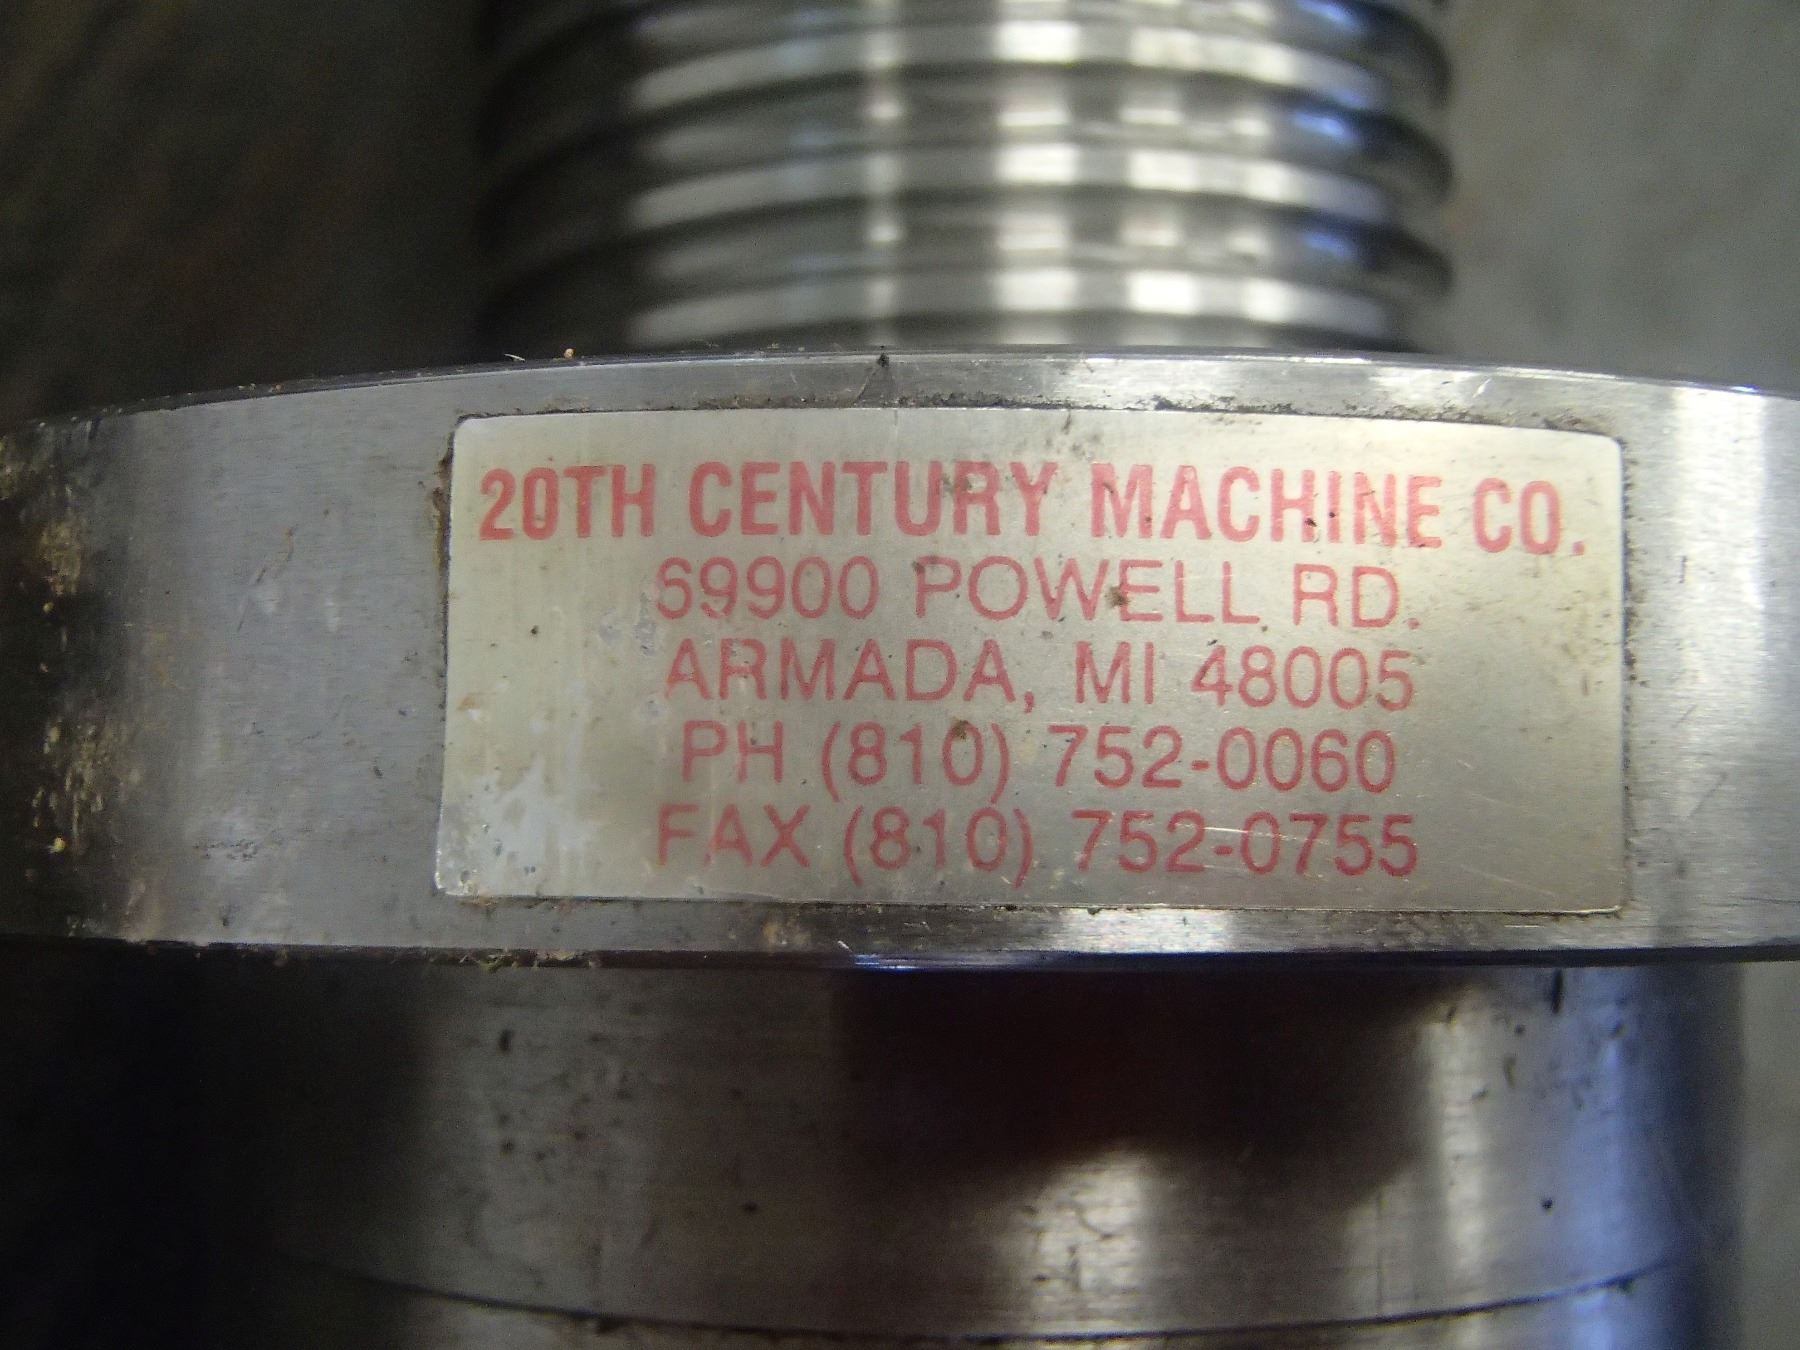 20TH CENTURY MACHINE CO.
69900 POWELL RD.
ARMADA, MI 48005
PH (810) 752-0060
FAX (810) 752-0755